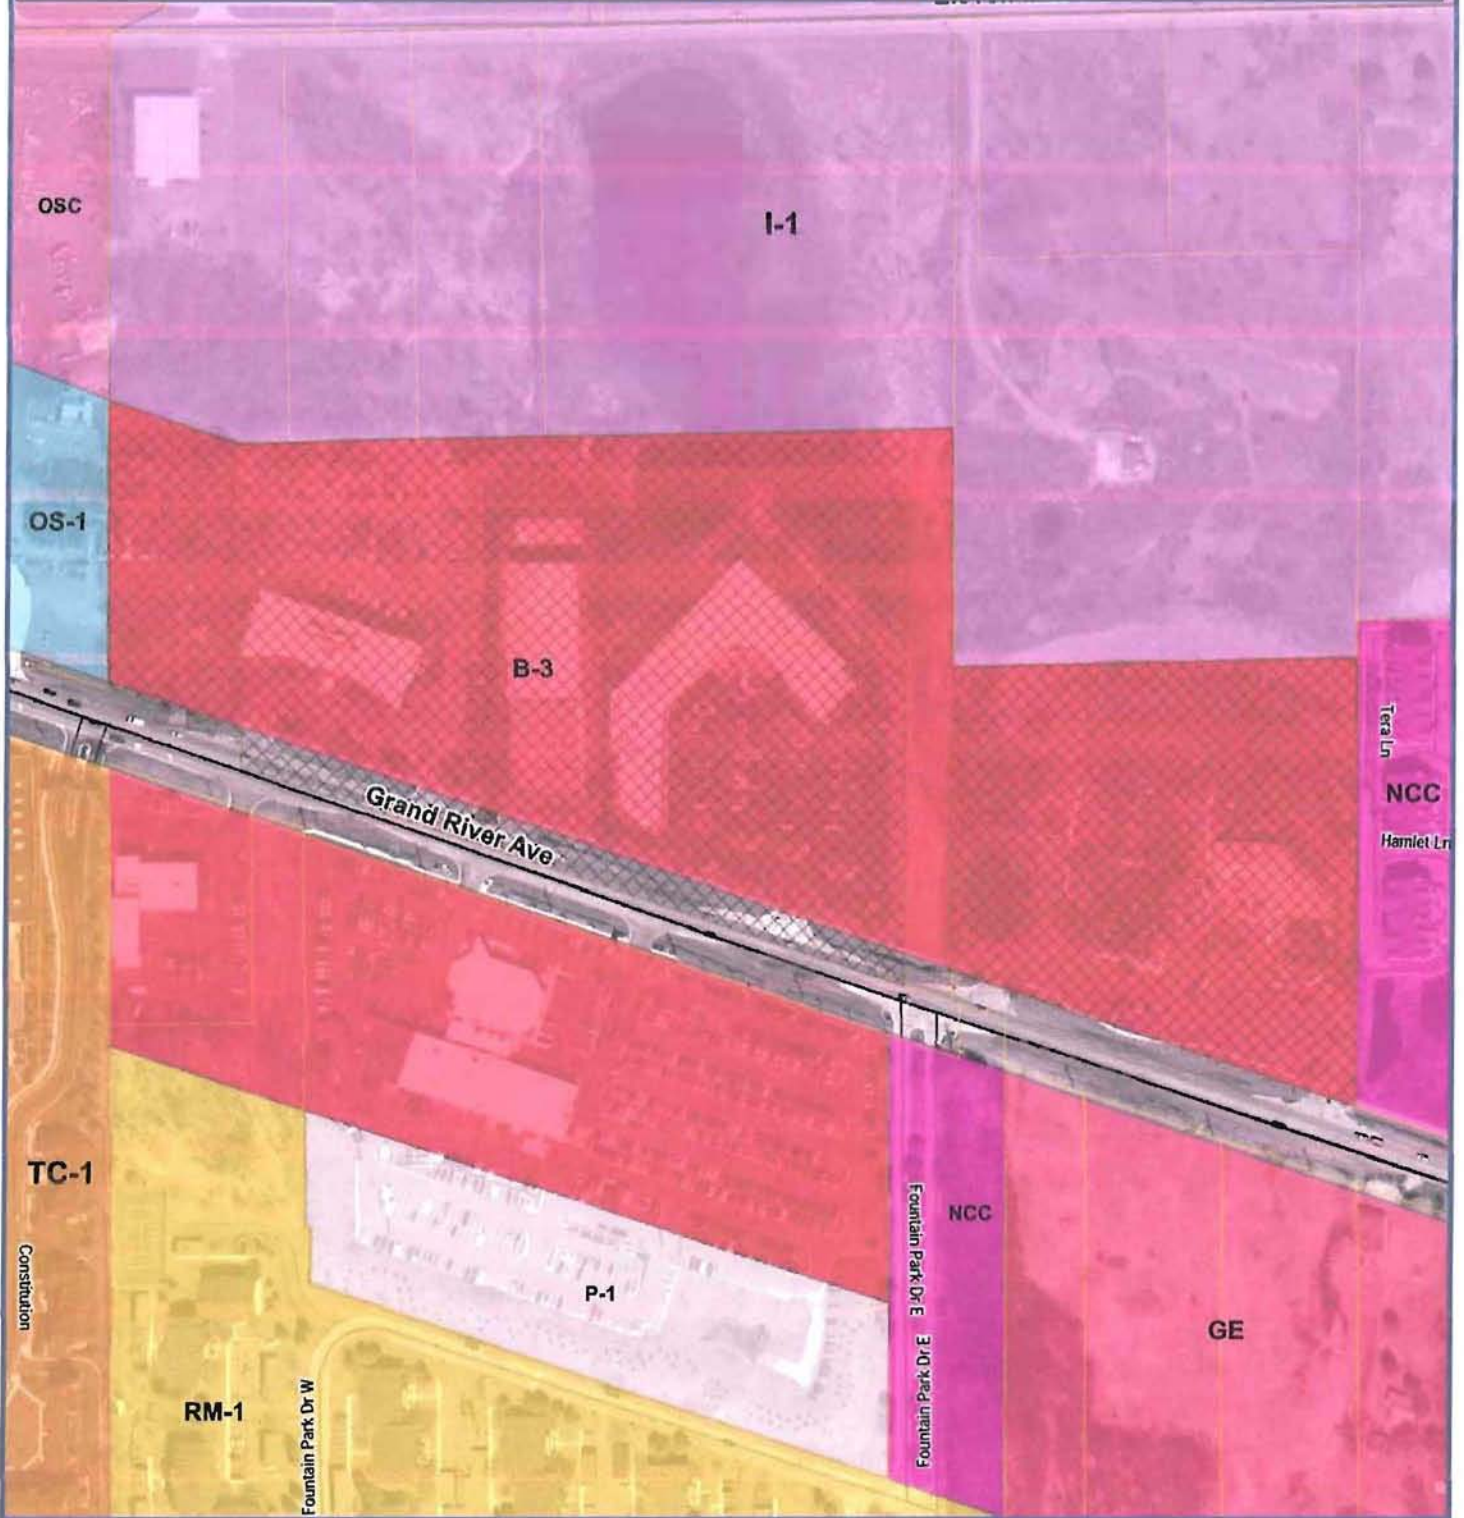 OSC
I-1
OS-1
B-3
Tera Ln
NCC
Hamlet Ln
Grand River Ave
TC-1
Fountain Park Dr E
NCC
Constitution
P-1
GE
Fountain Park Dr E
RM-1
Fountain Park Dr W